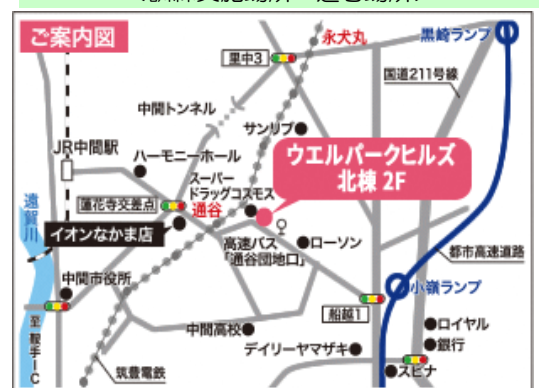 ご案内図
永犬丸
黒崎ランプ
里中3
国道211号線
中間トンネル
サンリブ
JR中間駅
ハーモニーホール
ウエルパークヒルズ
北棟 2F
スーパー
ドラッグコスモス
遠賀川
蓮花寺交差点
通谷
イオンなかま店
高速バス
「通谷団地口」
ローソン
都市高速道路
中間市役所
小嶺ランプ
船越1
至 鞍手IC
中間高校
ロイヤル
銀行
デイリーヤマザキ
スピナ
筑豊電鉄